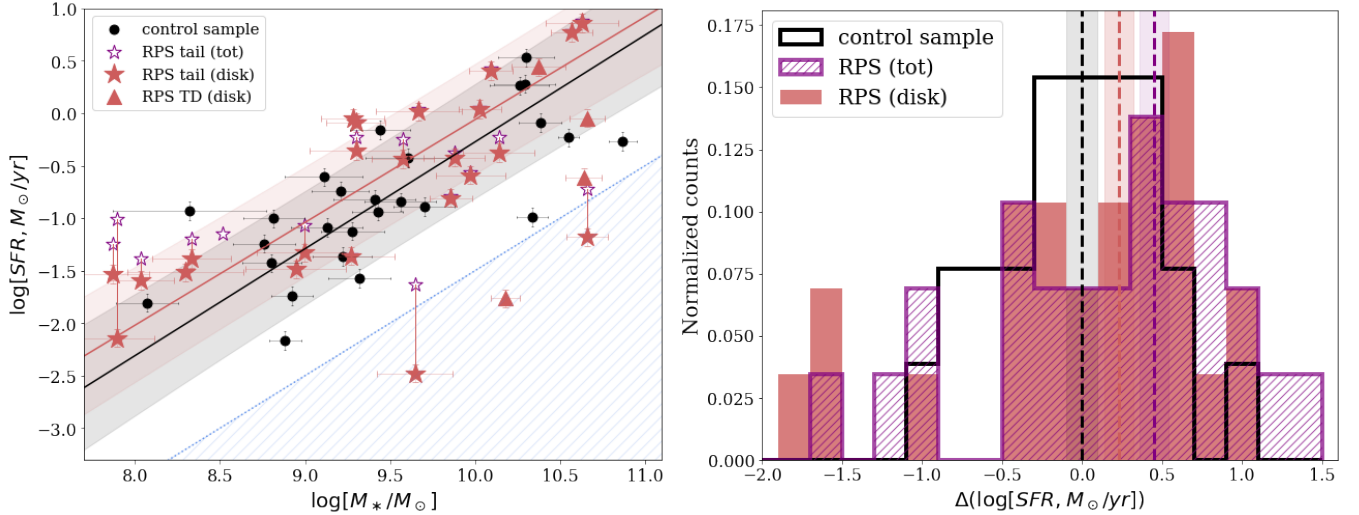 1.0
0.5
0.0
−0.5
−1.0
−1.5
−2.0
−2.5
−3.0
log[SFR, M⊙/yr]
control sample
RPS tail (tot)
RPS tail (disk)
RPS TD (disk)
8.0 8.5 9.0 9.5 10.0 10.5 11.0
log[M∗/M⊙]
0.175
0.150
0.125
0.100
0.075
0.050
0.025
0.000
Normalized counts
control sample
RPS (tot)
RPS (disk)
−2.0 −1.5 −1.0 −0.5 0.0 0.5 1.0 1.5
Δ(log[SFR, M⊙/yr])